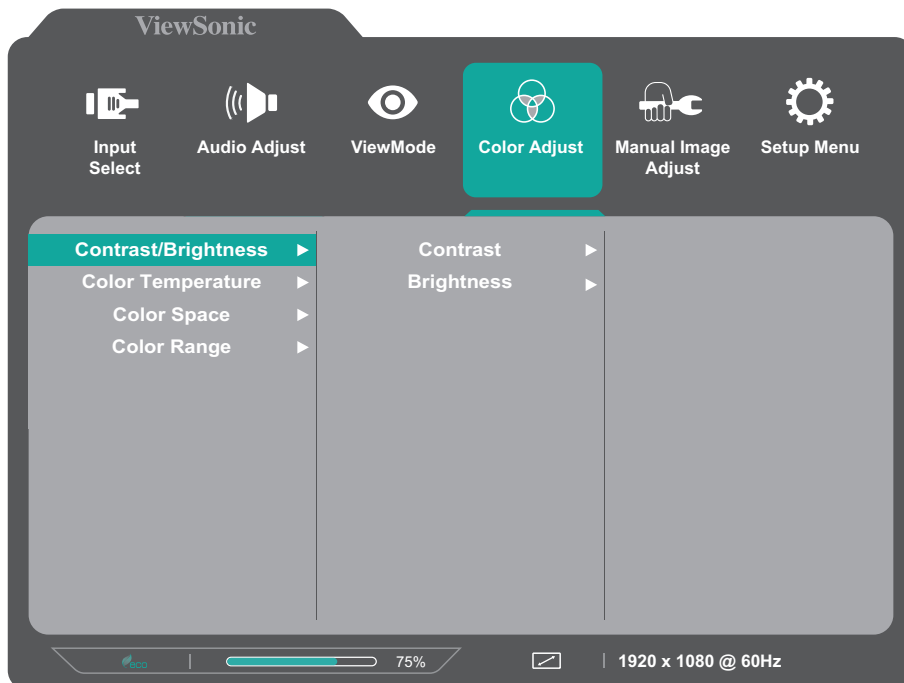 ViewSonic
Input
Select
Audio Adjust
ViewMode
Color Adjust
Manual Image
Adjust
Setup Menu
Contrast/Brightness
Color Temperature
Color Space
Color Range
Contrast
Brightness
ECO
75%
1920 x 1080 @ 60Hz